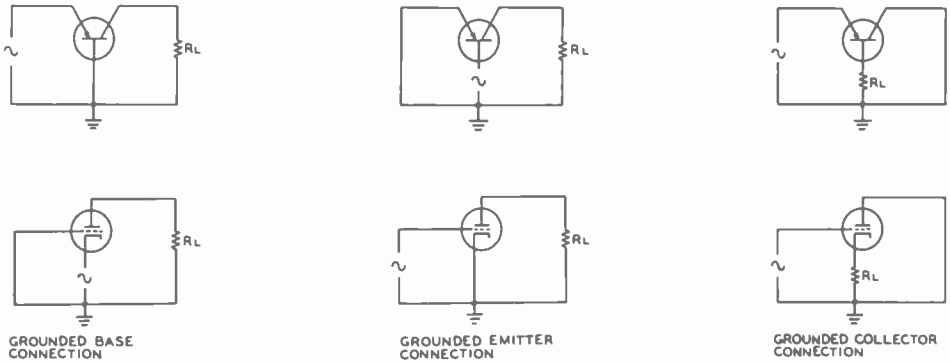 RL
RL
RL
RL
RL
RL
GROUNDED BASE
CONNECTION
GROUNDED EMITTER
CONNECTION
GROUNDED COLLECTOR
CONNECTION